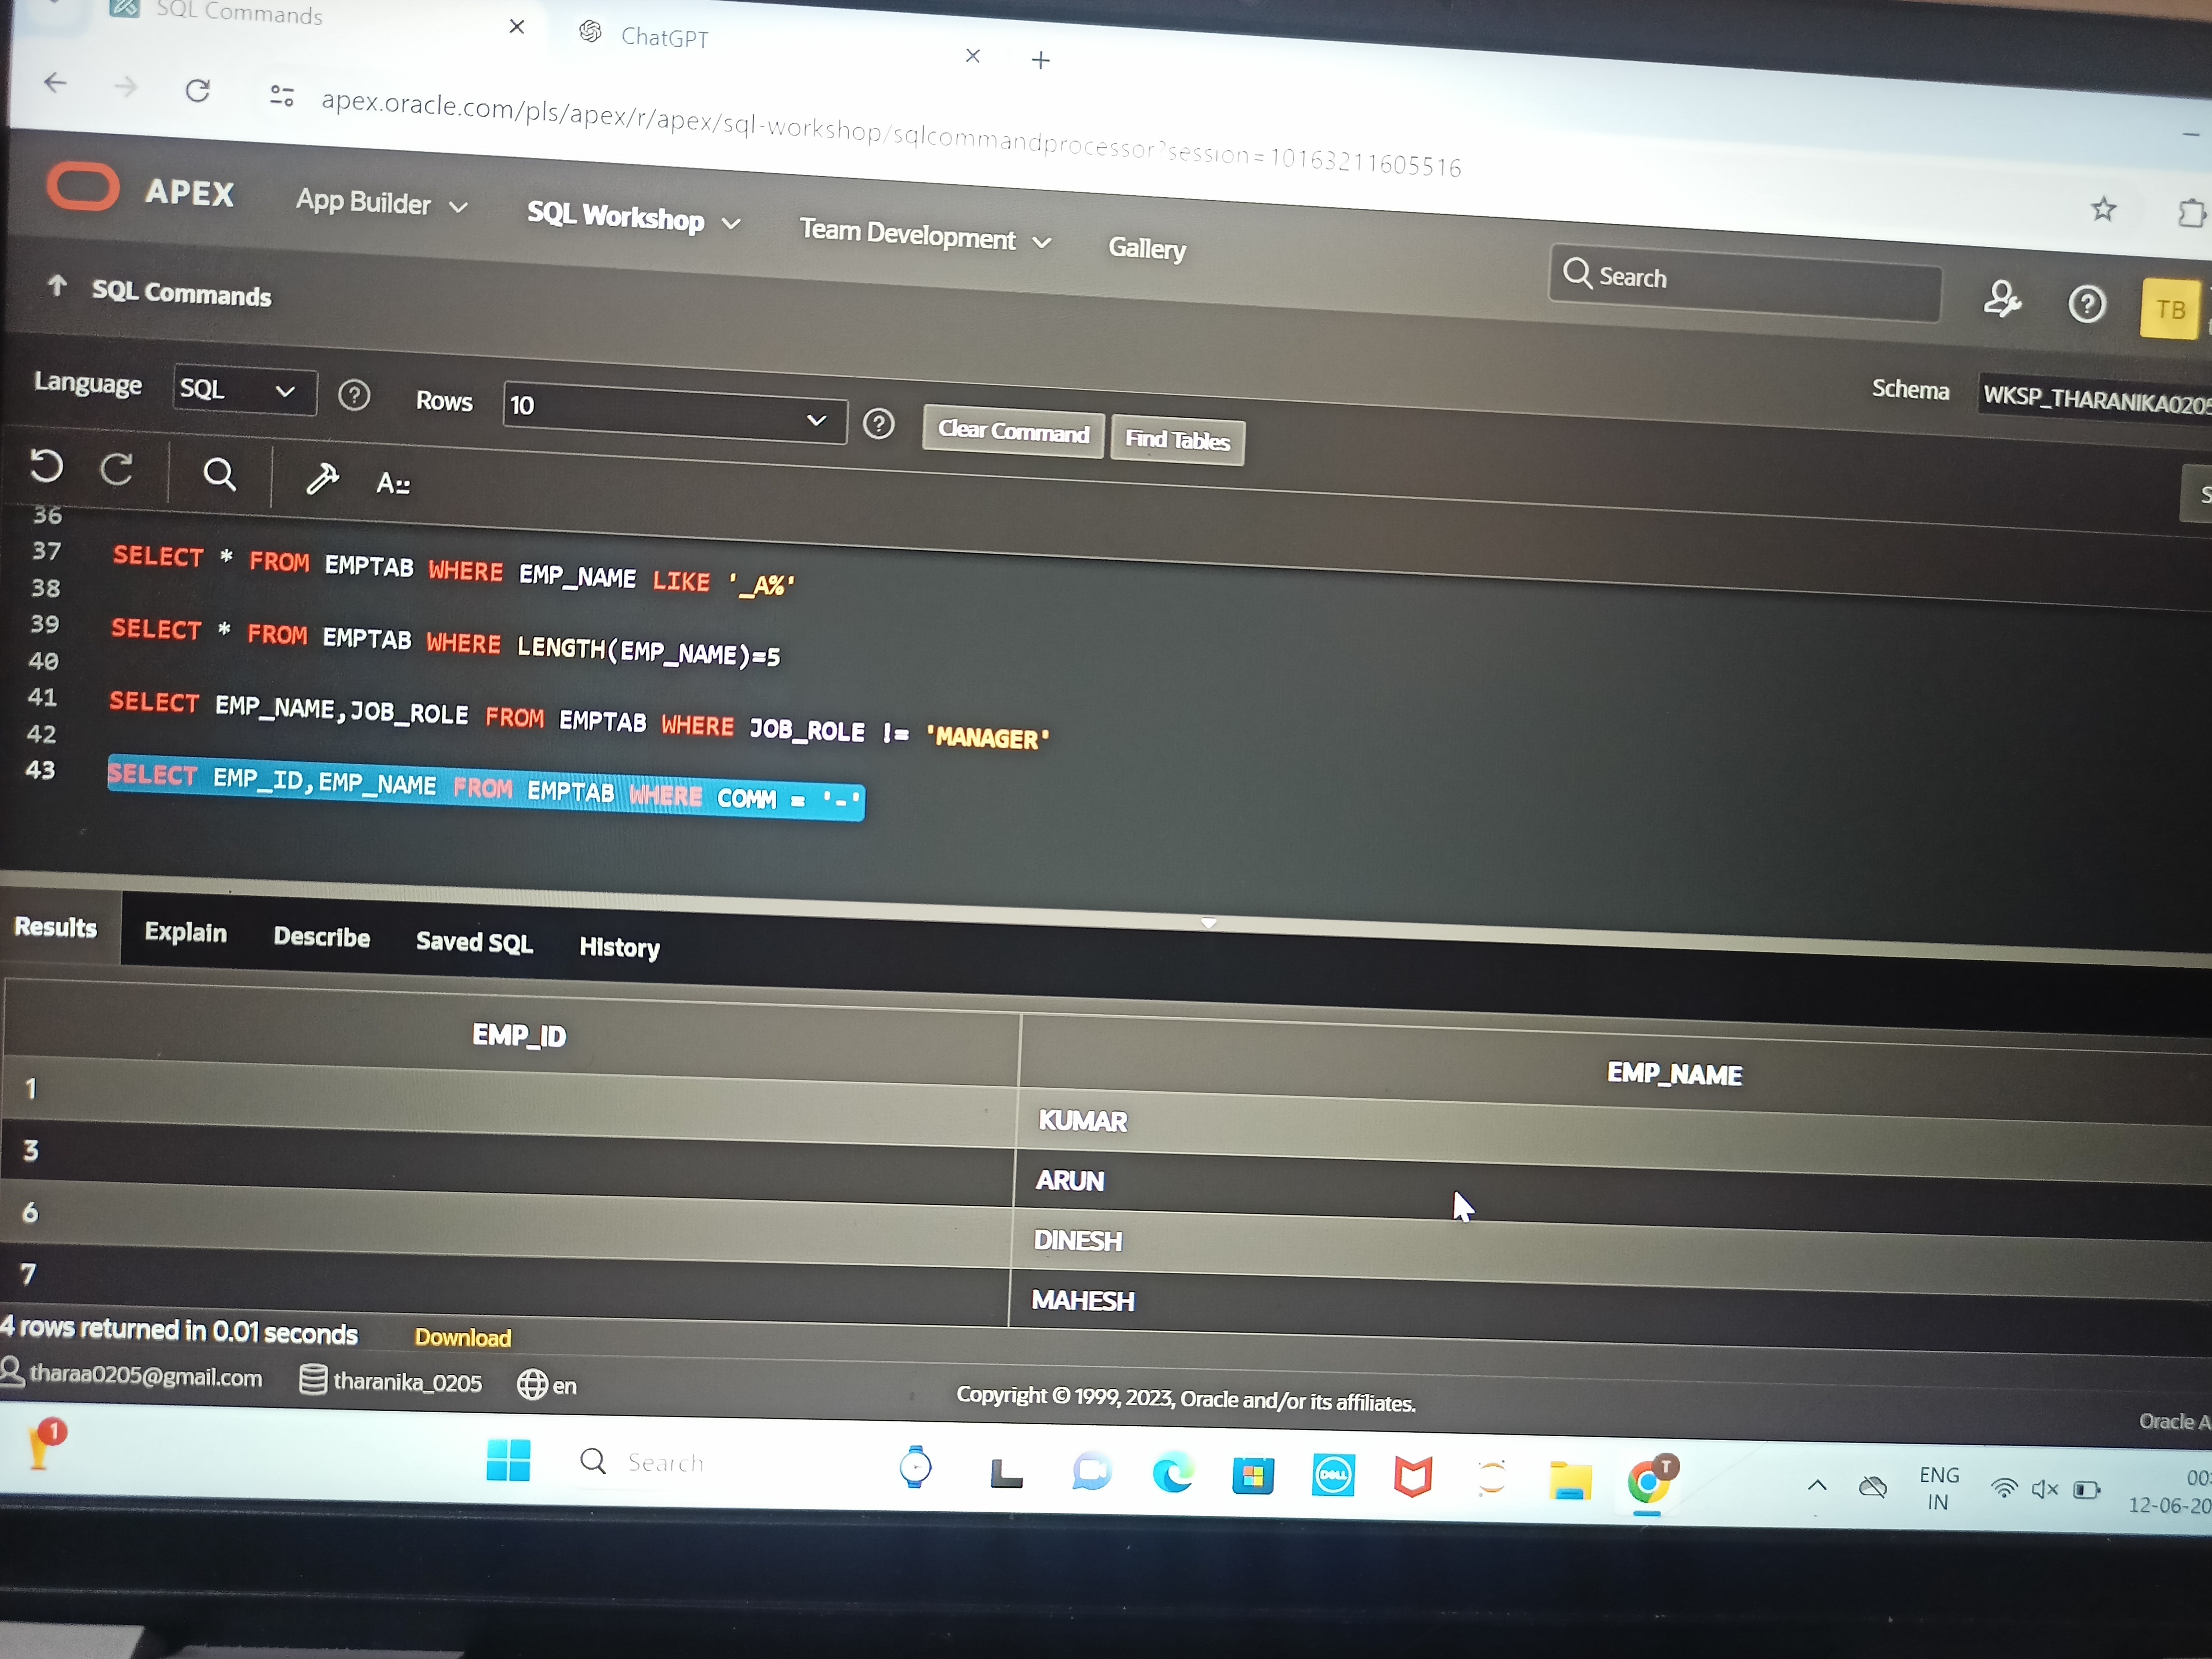 SQL Commands
ChatGPT
apex.oracle.com/pls/apex/r/apex/sql-workshop/sqlcommandprocessor?session=10163211605516
APEX App Builder SQL Workshop Team Development Gallery
Search
TB
SQL Commands
Language SQL Rows 10 Clear Command Find Tables
Schema WKSP_THARANIKA0205
A::
36
37 SELECT * FROM EMPTAB WHERE EMP_NAME LIKE '_A%'
38
39 SELECT * FROM EMPTAB WHERE LENGTH(EMP_NAME)=5
40
41 SELECT EMP_NAME,JOB_ROLE FROM EMPTAB WHERE JOB_ROLE != 'MANAGER'
42
43 SELECT EMP_ID,EMP_NAME FROM EMPTAB WHERE COMM = '-'
Results Explain Describe Saved SQL History
EMP_ID EMP_NAME
1 KUMAR
3 ARUN
6 DINESH
7 MAHESH
4 rows returned in 0.01 seconds Download
tharaa0205@gmail.com tharanika_0205 en
Copyright © 1999, 2023, Oracle and/or its affiliates.
Oracle A
1
Search
DELL
T
ENG
IN
00:
12-06-20